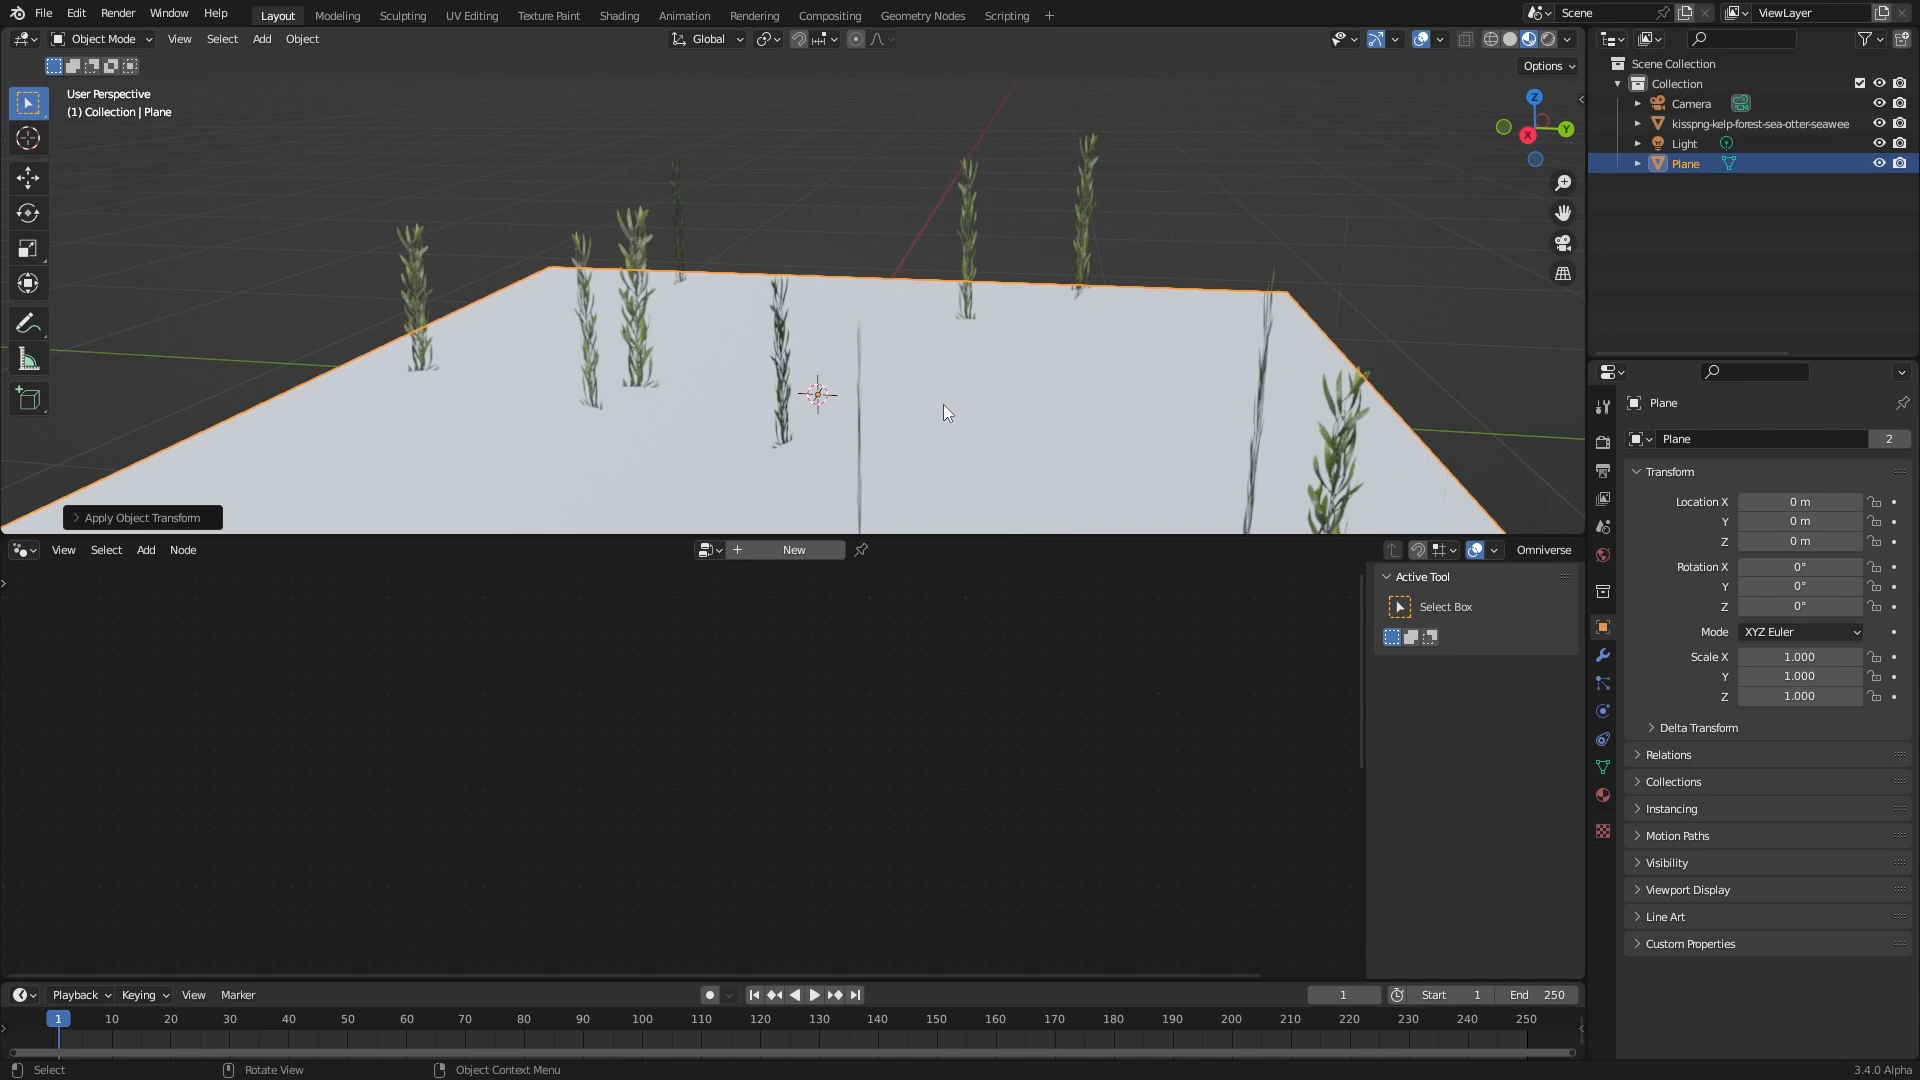 File Edit Render Window Help Layout Modeling Sculpting UV Editing Texture Paint Shading Animation Rendering Compositing Geometry Nodes Scripting + Scene ViewLayer
Object Mode View Select Add Object Global
Options
User Perspective
(1) Collection | Plane
Z
Y
X
Apply Object Transform
Scene Collection
Collection
Camera
kisspng-kelp-forest-sea-otter-seawee
Light
Plane
View Select Add Node New Omniverse
Active Tool
Select Box
Plane
Plane 2
Transform
Location X 0 m
Y 0 m
Z 0 m
Rotation X 0°
Y 0°
Z 0°
Mode XYZ Euler
Scale X 1.000
Y 1.000
Z 1.000
Delta Transform
Relations
Collections
Instancing
Motion Paths
Visibility
Viewport Display
Line Art
Custom Properties
Playback Keying View Marker 1 Start 1 End 250
1 10 20 30 40 50 60 70 80 90 100 110 120 130 140 150 160 170 180 190 200 210 220 230 240 250
Select Rotate View Object Context Menu 3.4.0 Alpha